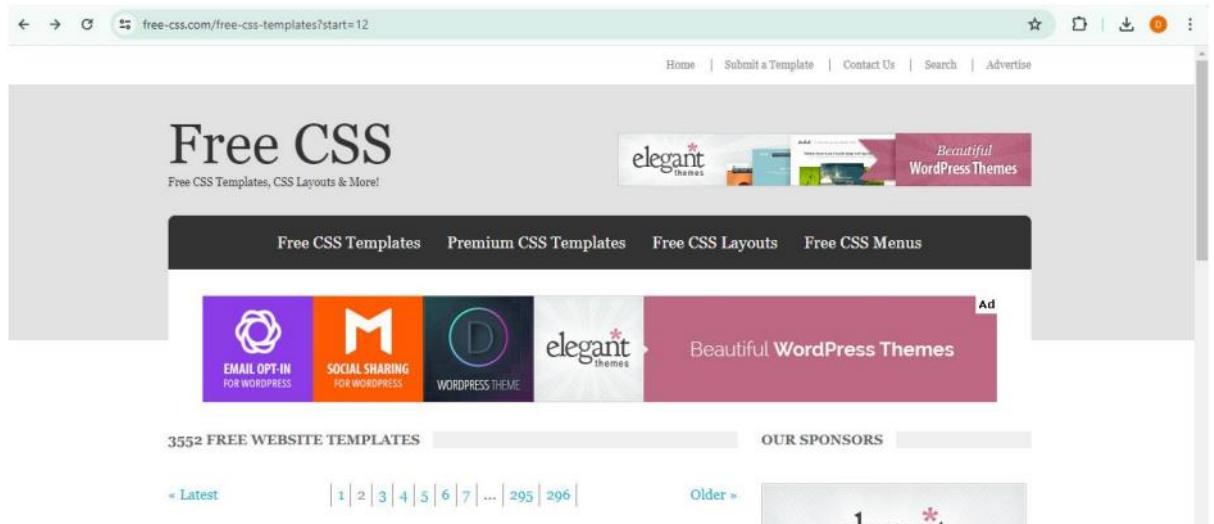 free-css.com/free-css-templates?start=12
D
Home | Submit a Template | Contact Us | Search | Advertise
Free CSS
Free CSS Templates, CSS Layouts & More!
elegant themes
Beautiful
WordPress Themes
Free CSS Templates Premium CSS Templates Free CSS Layouts Free CSS Menus
EMAIL OPT-IN
FOR WORDPRESS
M
SOCIAL SHARING
FOR WORDPRESS
D
WORDPRESS THEME
elegant
themes
Beautiful WordPress Themes
Ad
3552 FREE WEBSITE TEMPLATES
OUR SPONSORS
« Latest | 1 | 2 | 3 | 4 | 5 | 6 | 7 | ... | 295 | 296 | Older »